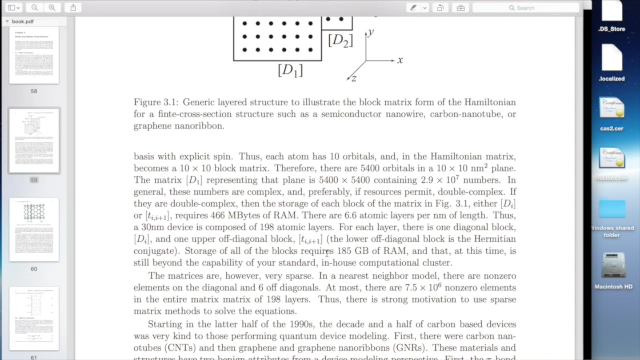 book.pdf
[D₂]
y
x
z
[D₁]
Figure 3.1: Generic layered structure to illustrate the block matrix form of the Hamiltonian
for a finte-cross-section structure such as a semiconductor nanowire, carbon-nanotube, or
graphene nanoribbon.
basis with explicit spin. Thus, each atom has 10 orbitals, and, in the Hamiltonian matrix,
becomes a 10 × 10 block matrix. Therefore, there are 5400 orbitals in a 10 × 10 nm² plane.
The matrix [D₁] representing that plane is 5400 × 5400 containing 2.9 × 10⁷ numbers. In
general, these numbers are complex, and, preferably, if resources permit, double-complex. If
they are double-complex, then the storage of each block of the matrix in Fig. 3.1, either [Dᵢ]
or [tᵢ,ᵢ₊₁], requires 466 MBytes of RAM. There are 6.6 atomic layers per nm of length. Thus,
a 30nm device is composed of 198 atomic layers. For each layer, there is one diagonal block,
[Dᵢ], and one upper off-diagonal block, [tᵢ,ᵢ₊₁] (the lower off-diagonal block is the Hermitian
conjugate). Storage of all of the blocks requires 185 GB of RAM, and that, at this time, is
still beyond the capability of your standard, in-house computational cluster.
The matrices are, however, very sparse. In a nearest neighbor model, there are nonzero
elements on the diagonal and 6 off diagonals. At most, there are 7.5 × 10⁶ nonzero elements
in the entire matrix matrix of 198 layers. Thus, there is strong motivation to use sparse
matrix methods to solve the equations.
Starting in the latter half of the 1990s, the decade and a half of carbon based devices
was very kind to those performing quantum device modeling. First, there were carbon nan-
otubes (CNTs) and then graphene and graphene nanoribbons (GNRs). These materials and
structures have two benign attributes from a device modeling perspective. First, the π bond
58
59
60
61
.DS_Store
.localized
cas2.cer
Windows shared
folder
Macintosh HD